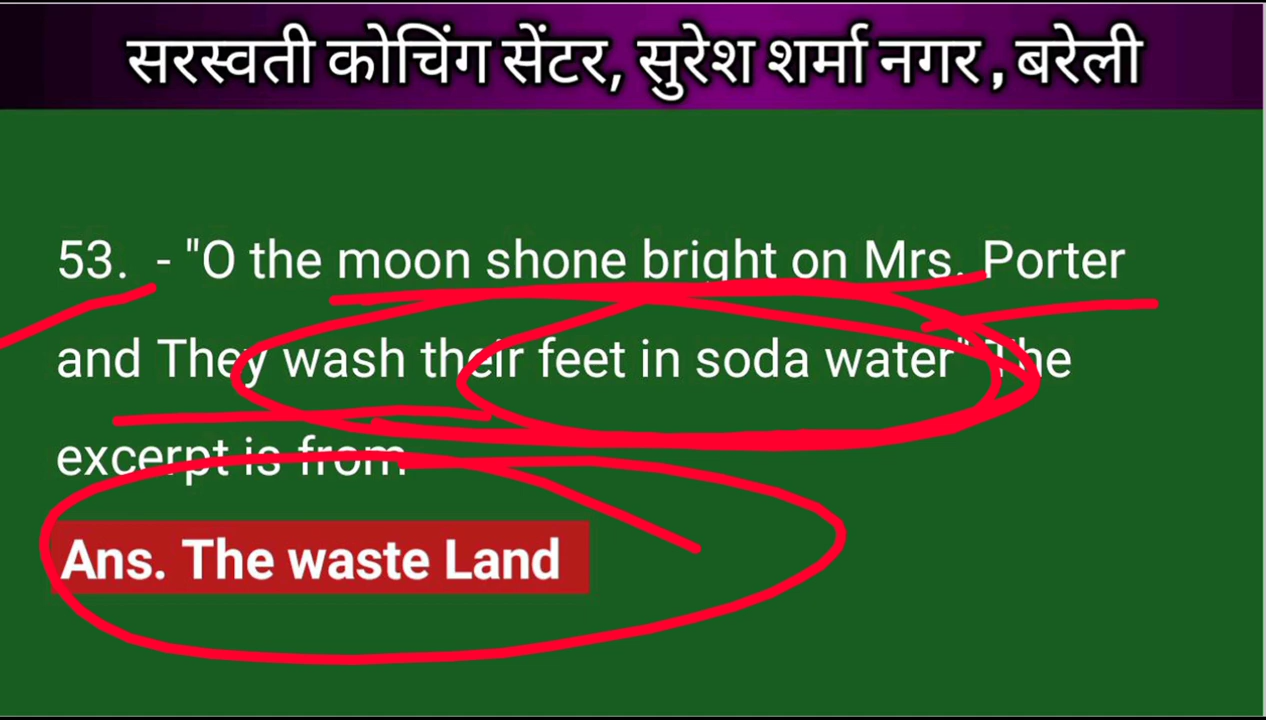 सरस्वती कोचिंग सेंटर, सुरेश शर्मा नगर , बरेली
53. - "O the moon shone bright on Mrs. Porter
and They wash their feet in soda water" The
excerpt is from
Ans. The waste Land